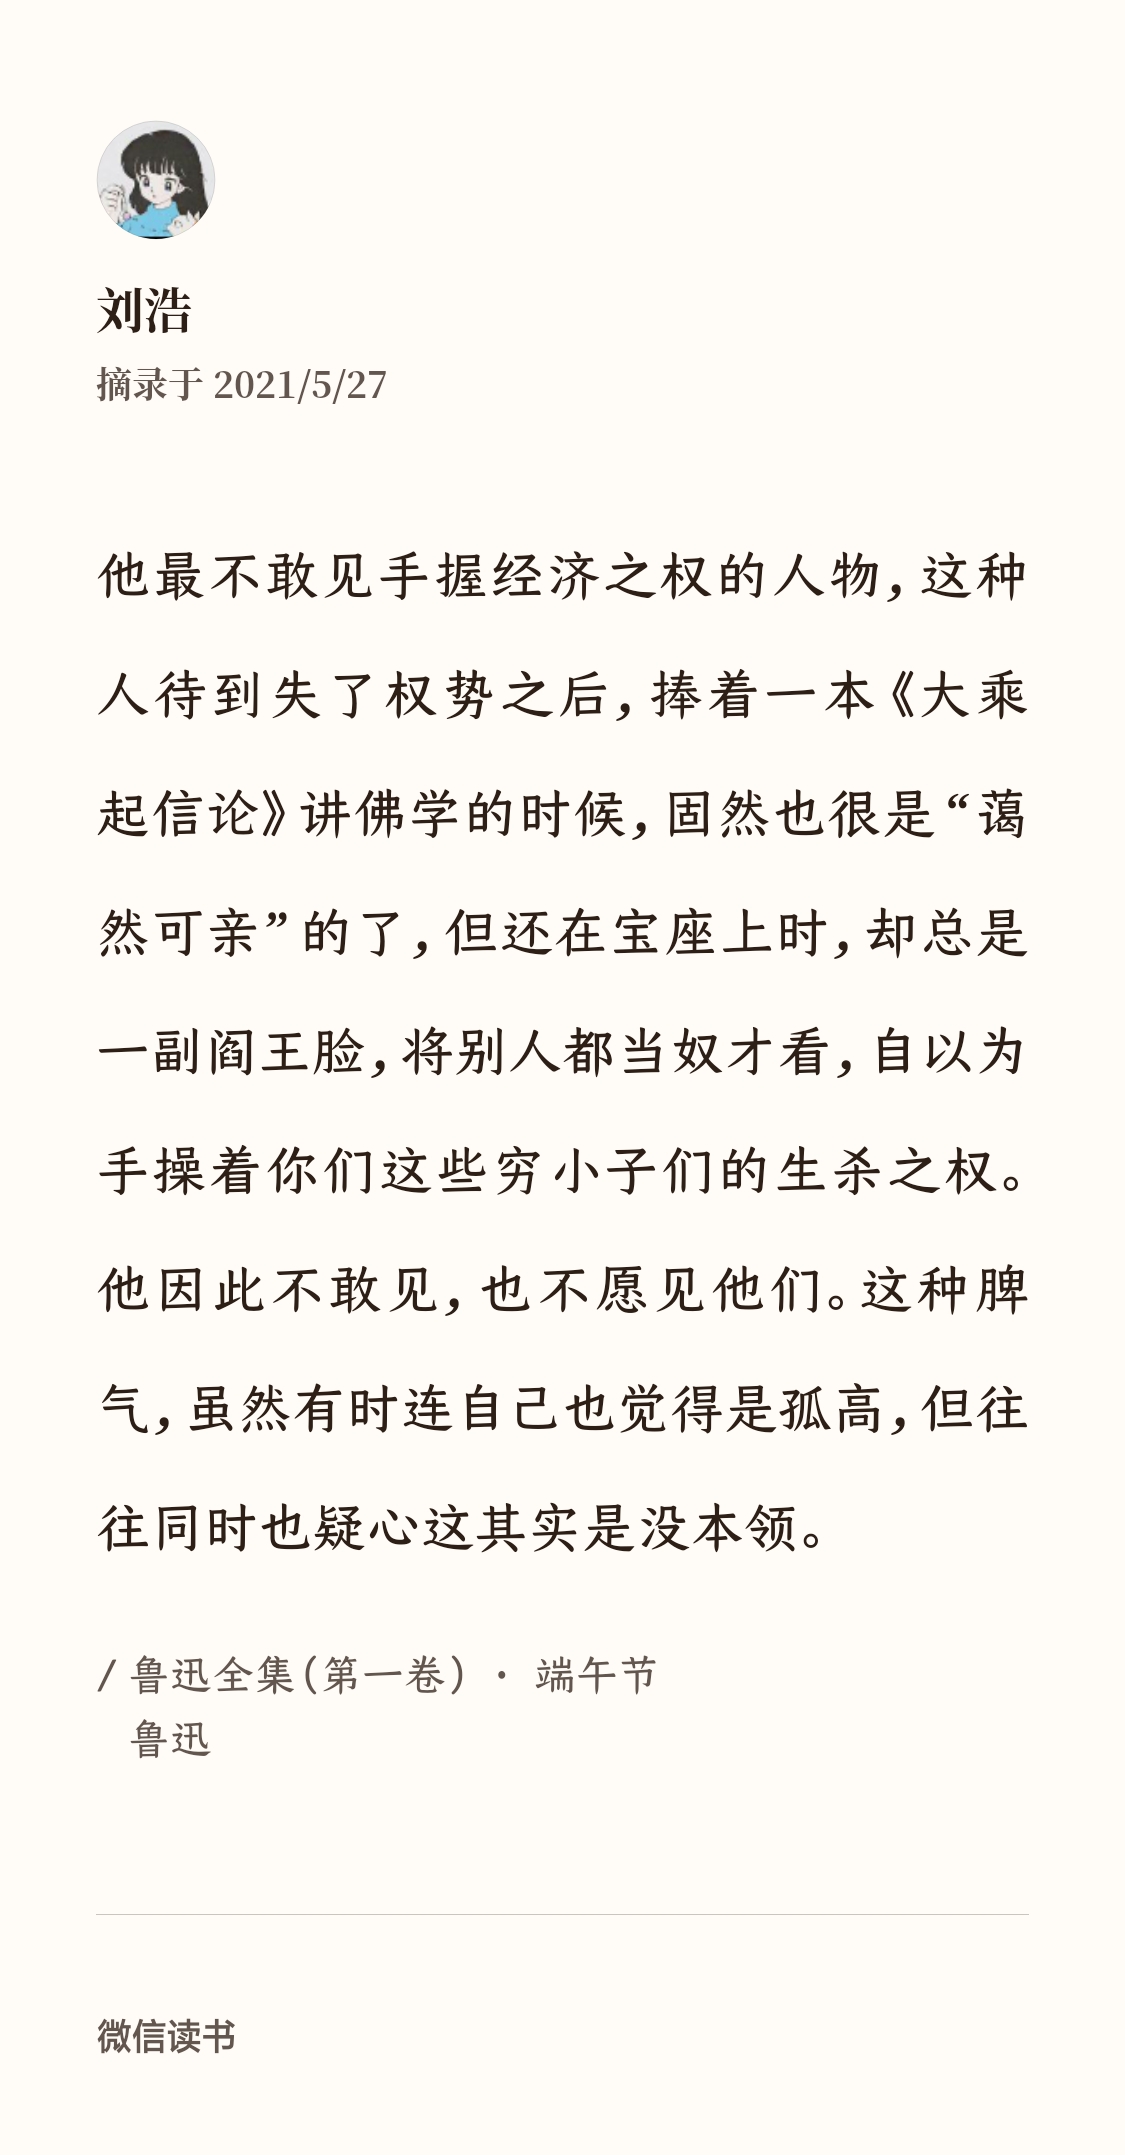 刘浩
摘录于 2021/5/27
他最不敢见手握经济之权的人物，这种
人待到失了权势之后，捧着一本《大乘
起信论》讲佛学的时候，固然也很是“蔼
然可亲”的了，但还在宝座上时，却总是
一副阎王脸，将别人都当奴才看，自以为
手操着你们这些穷小子们的生杀之权。
他因此不敢见，也不愿见他们。这种脾
气，虽然有时连自己也觉得是孤高，但往
往同时也疑心这其实是没本领。
/ 鲁迅全集（第一卷） · 端午节
鲁迅
微信读书